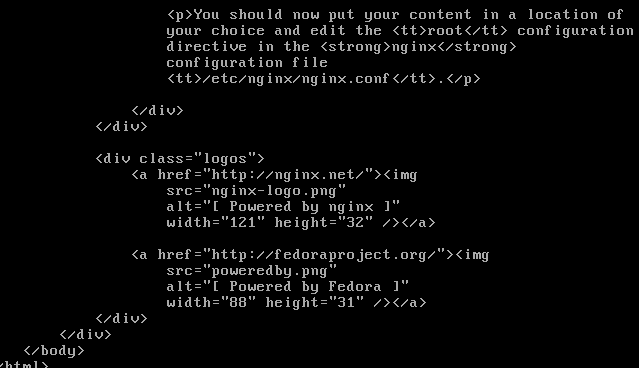 <p>You should now put your content in a location of
your choice and edit the <tt>root</tt> configuration
directive in the <strong>nginx</strong>
configuration file
<tt>/etc/nginx/nginx.conf</tt>.</p>
</div>
</div>
<div class="logos">
<a href="http://nginx.net/"><img
src="nginx-logo.png"
alt="[ Powered by nginx ]"
width="121" height="32" /></a>
<a href="http://fedoraproject.org/"><img
src="poweredby.png"
alt="[ Powered by Fedora ]"
width="88" height="31" /></a>
</div>
</div>
</body>
/html>